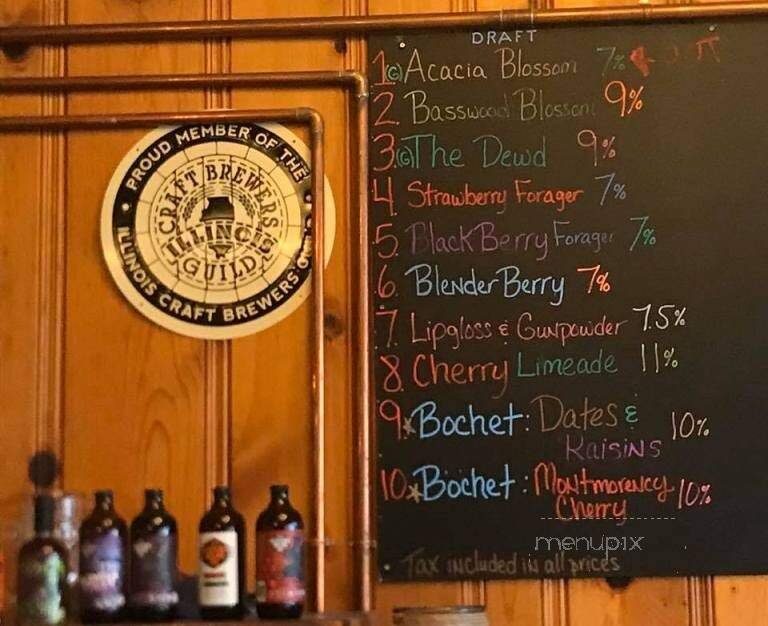 DRAFT
1 (G) Acacia Blossom 7%
2 Basswood Blossom 9%
3 (G) The Dewd 9%
4 Strawberry Forager 7%
5. BlackBerry Forager 7%
6. BlenderBerry 7%
7. Lipgloss & Gunpowder 7.5%
8. Cherry Limeade 11%
9. *Bochet: Dates &
Raisins 10%
10. *Bochet: Montmorency
Cherry 10%
menupix
Tax included in all prices
PROUD MEMBER OF THE
CRAFT BREWERS
ILLINOIS
GUILD
ILLINOIS CRAFT BREWERS